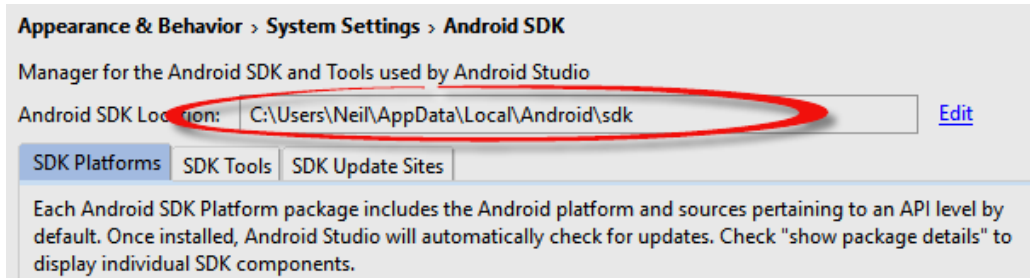 Appearance & Behavior › System Settings › Android SDK
Manager for the Android SDK and Tools used by Android Studio
Android SDK Location: C:\Users\Neil\AppData\Local\Android\sdk Edit
SDK Platforms SDK Tools SDK Update Sites
Each Android SDK Platform package includes the Android platform and sources pertaining to an API level by
default. Once installed, Android Studio will automatically check for updates. Check "show package details" to
display individual SDK components.